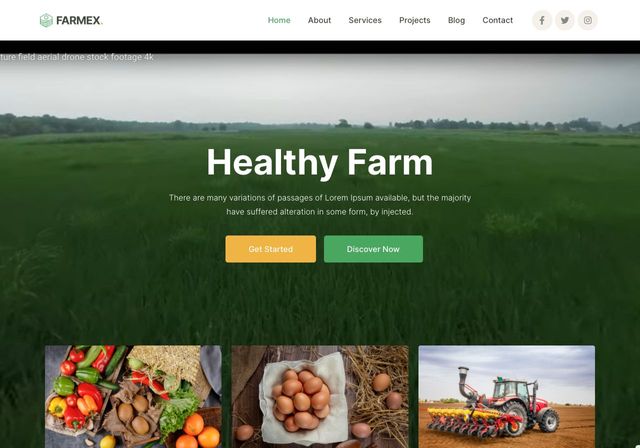 FARMEX.
Home About Services Projects Blog Contact
ture field aerial drone stock footage 4k
Healthy Farm
There are many variations of passages of Lorem Ipsum available, but the majority
have suffered alteration in some form, by injected.
Get Started Discover Now